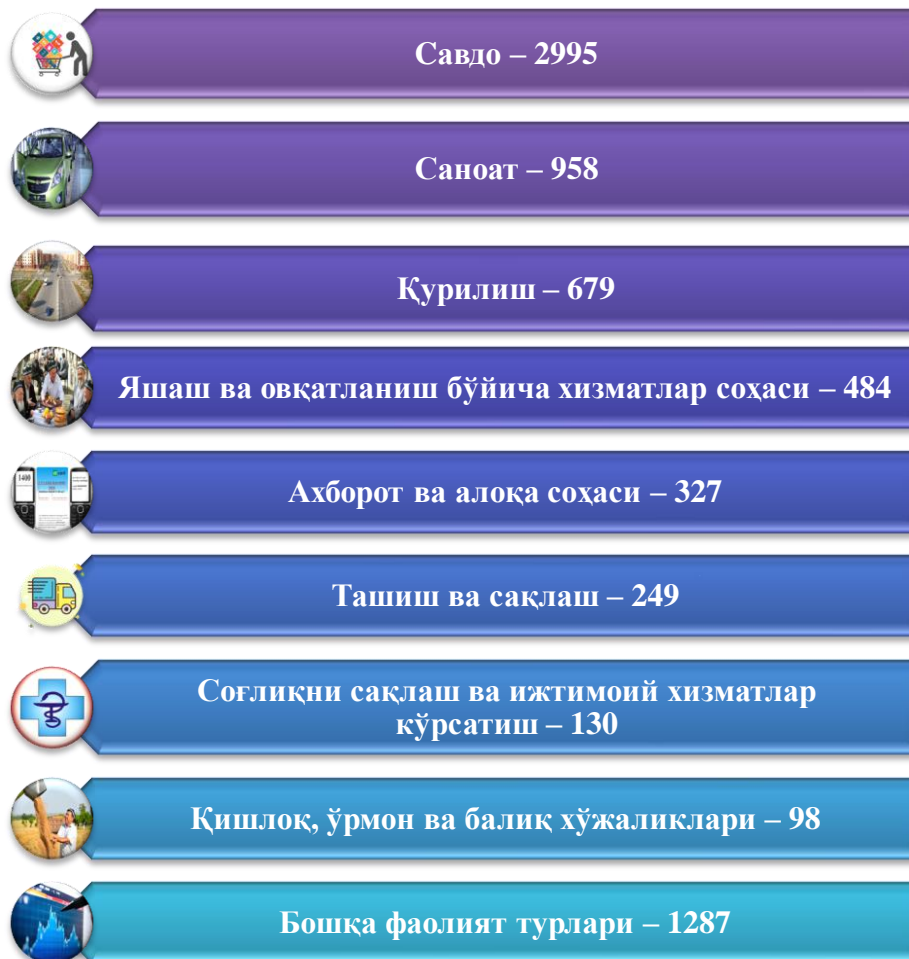 Савдо – 2995
Саноат – 958
Қурилиш – 679
Яшаш ва овқатланиш бўйича хизматлар соҳаси – 484
Ахборот ва алоқа соҳаси – 327
Ташиш ва сақлаш – 249
Соғлиқни сақлаш ва ижтимоий хизматлар
кўрсатиш – 130
Қишлоқ, ўрмон ва балиқ хўжаликлари – 98
Бошқа фаолият турлари – 1287